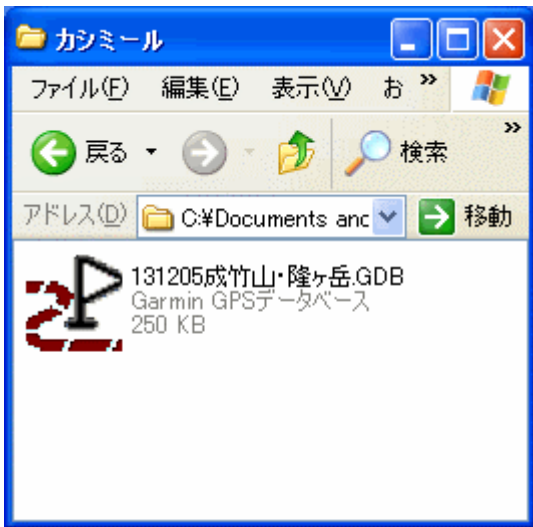 カシミール
ファイル(F) 編集(E) 表示(V) お »
戻る 検索 »
アドレス(D) C:¥Documents anc 移動
131205成竹山・隆ヶ岳.GDB
Garmin GPSデータベース
250 KB